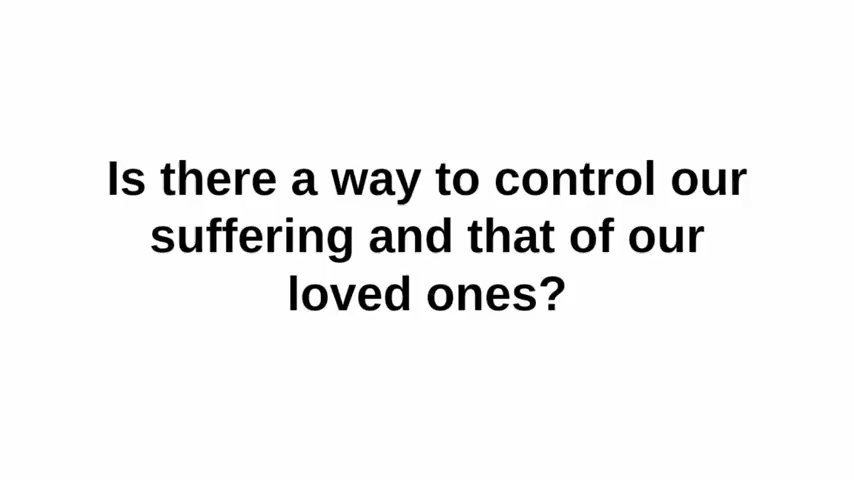 Is there a way to control our
suffering and that of our
loved ones?